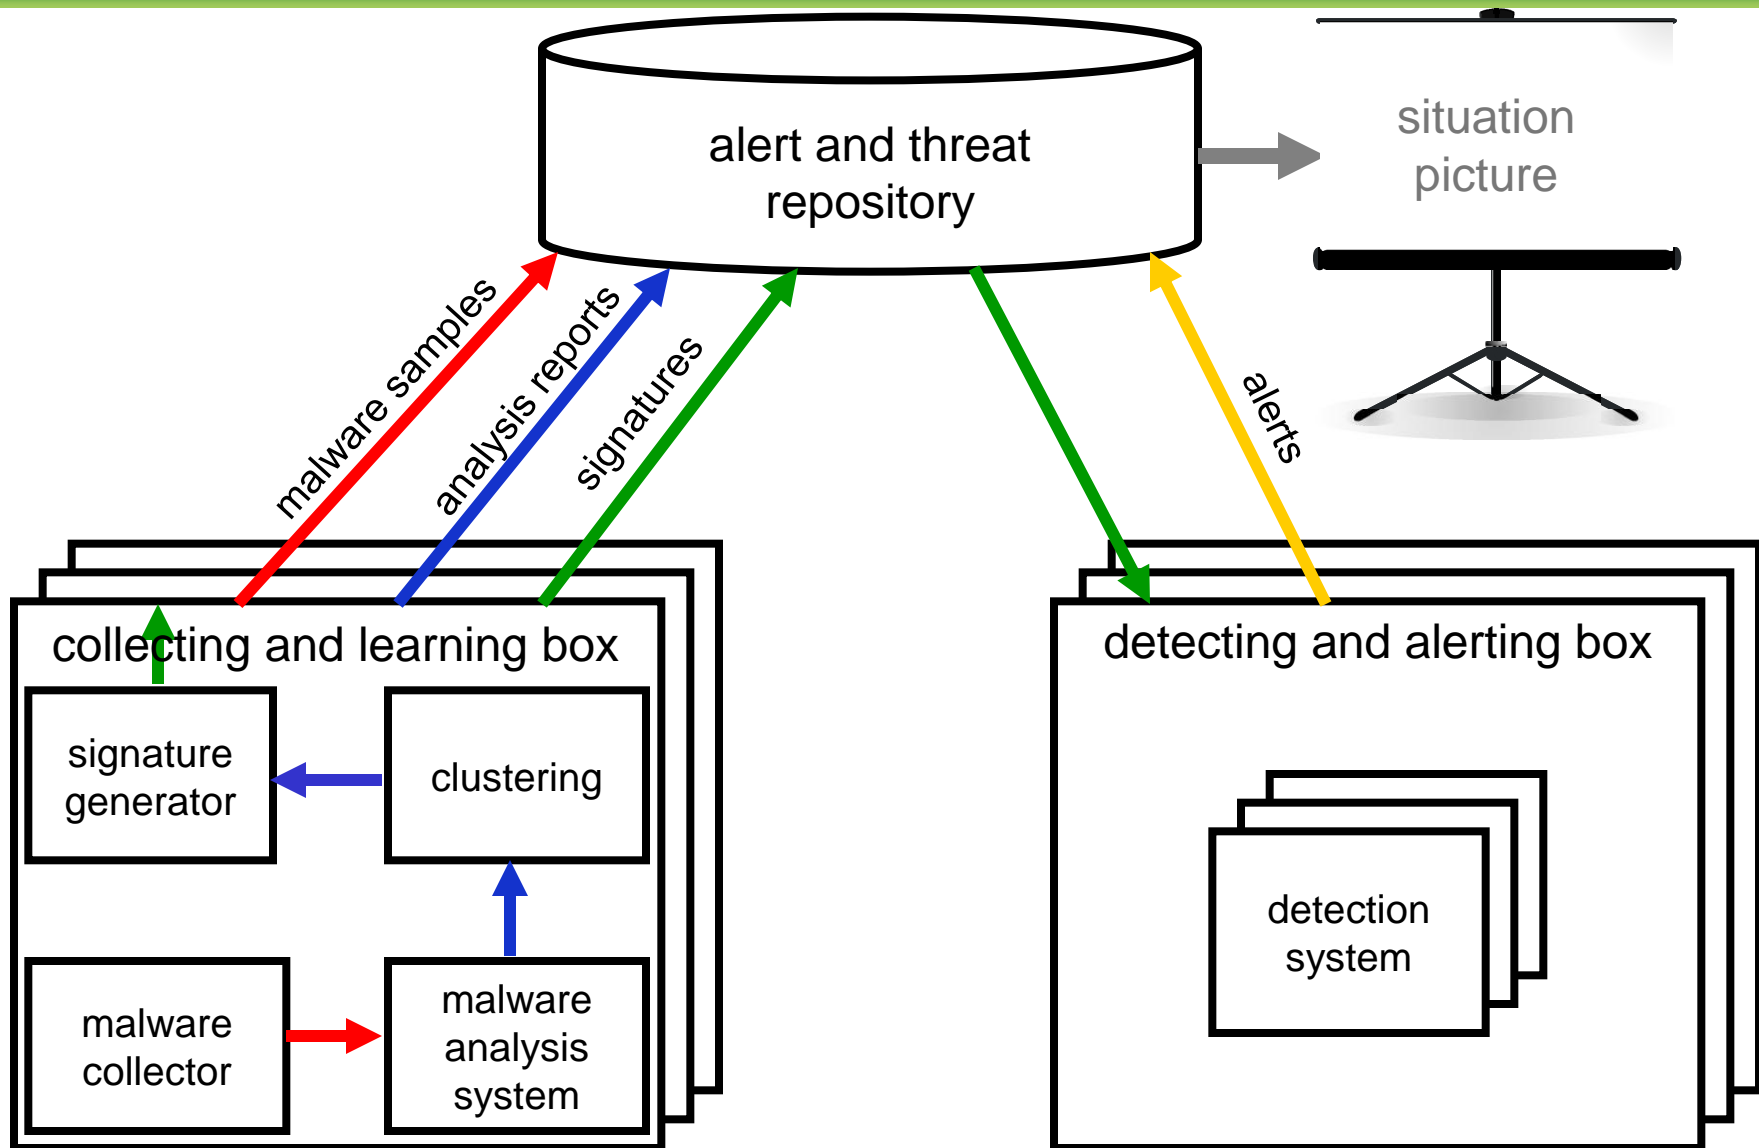 alert and threat
repository
situation
picture
malware samples
analysis reports
signatures
alerts
collecting and learning box
signature
generator
clustering
malware
collector
malware
analysis
system
detecting and alerting box
detection
system